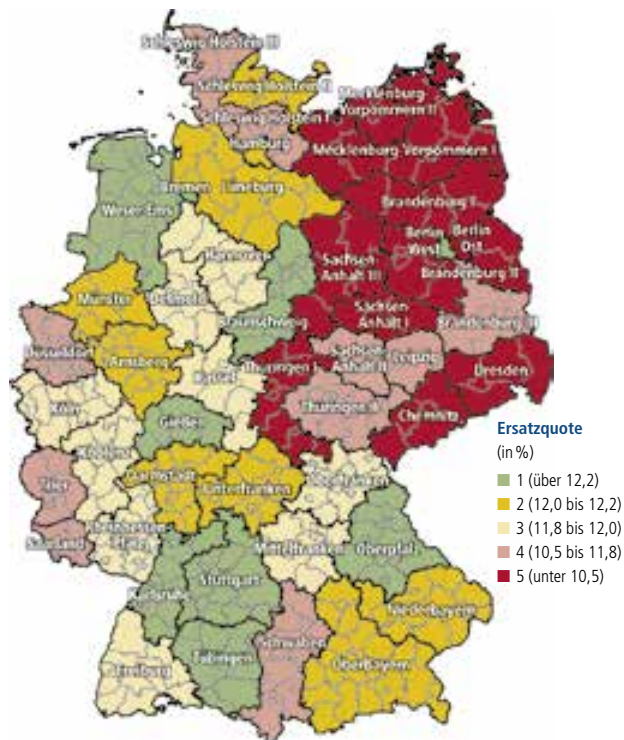 Schleswig Holstein III
Schleswig Holstein II
Mecklenburg-
Vorpommern II
Schleswig Holstein I
Hamburg
Mecklenburg-Vorpommern I
Bremen
Lüneburg
Weser-Ems
Brandenburg I
Berlin
West
Berlin
Ost
Hannover
Sachsen-
Anhalt III
Brandenburg II
Münster
Detmold
Braunschweig
Sachsen-
Anhalt I
Brandenburg III
Düsseldorf
Arnsberg
Kassel
Thüringen I
Sachsen-
Anhalt II
Leipzig
Dresden
Köln
Gießen
Thüringen II
Chemnitz
Koblenz
Trier
Darmstadt
Unterfranken
Oberfranken
Saarland
Rheinhessen-
Pfalz
Mittelfranken
Oberpfalz
Karlsruhe
Stuttgart
Niederbayern
Freiburg
Tübingen
Schwaben
Oberbayern
Ersatzquote
(in %)
1 (über 12,2)
2 (12,0 bis 12,2)
3 (11,8 bis 12,0)
4 (10,5 bis 11,8)
5 (unter 10,5)